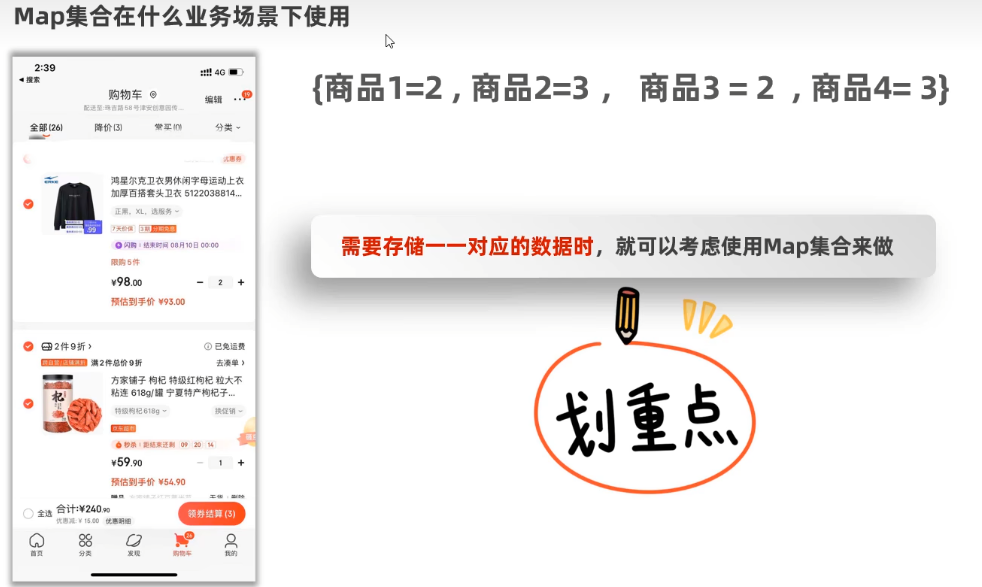 Map集合在什么业务场景下使用
{商品1=2 , 商品2=3 ， 商品3 = 2 , 商品4= 3}
需要存储一一对应的数据时，就可以考虑使用Map集合来做
划重点
2:39
4G
搜索
购物车
编辑
19
全部(26)
降价(3)
常买(0)
分类
优惠券
鸿星尔克卫衣男休闲字母运动上衣
加厚百搭套头卫衣 5122038814...
正黑，XL，选服务
7天价保
闪购：结束时间 08月10日 00:00
限购5件
¥98.00
2
预估到手价 ¥93.00
2件9折
已免运费
满2件总价9折
去凑单
方家铺子 枸杞 特级红枸杞 粒大不
粘连 618g/罐 宁夏特产枸杞子...
特级枸杞618g
换促销
秒杀：距结束还剩 09 20 14
¥59.90
1
预估到手价 ¥54.90
全选
合计:¥240.90
优惠减: ¥ 15.00 优惠明细
领券结算(3)
首页
分类
发现
26
购物车
我的